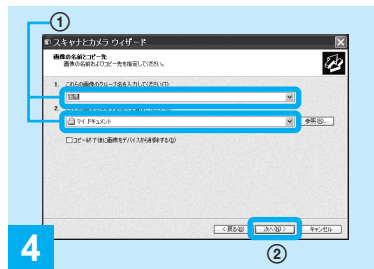 ①
スキャナとカメラ ウィザード
画像の名前とコピー先
画像の名前およびコピー先を指定してください。
1. これらの画像のグループ名を入力してください(T):
2.
マイ ドキュメント
参照(R)...
コピー終了後に画像をデバイスから削除する(D)
< 戻る(B)
次へ(N) >
キャンセル
4
②